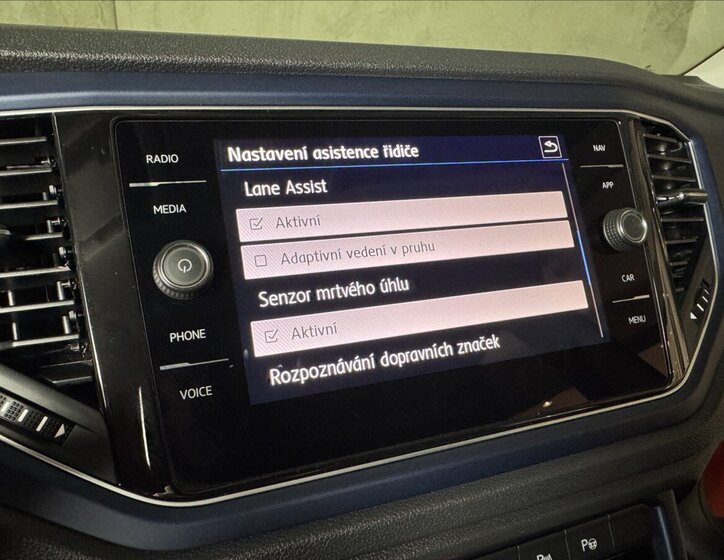 RADIO
MEDIA
PHONE
VOICE
Nastavení asistence řidiče
Lane Assist
Aktivní
Adaptivní vedení v pruhu
Senzor mrtvého úhlu
Aktivní
Rozpoznávání dopravních značek
NAV
APP
CAR
MENU
P